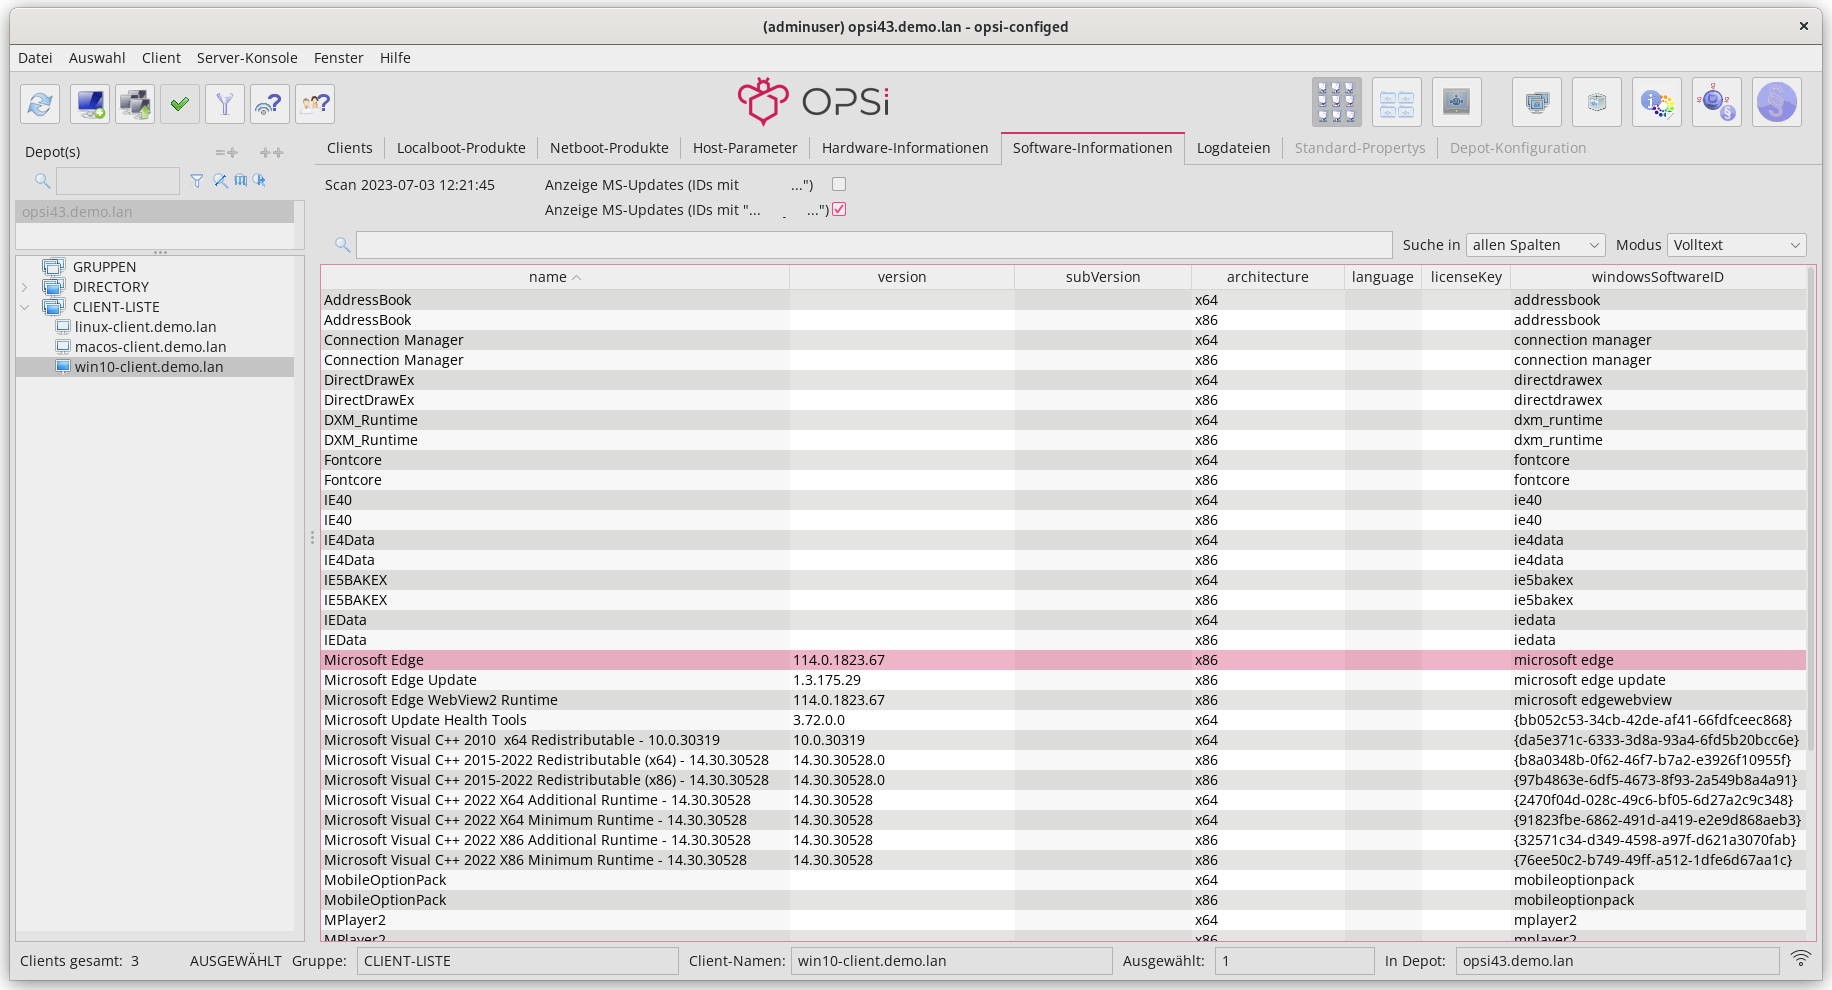 (adminuser) opsi43.demo.lan - opsi-configed
Datei Auswahl Client Server-Konsole Fenster Hilfe
OPSi
Depot(s)
Clients Localboot-Produkte Netboot-Produkte Host-Parameter Hardware-Informationen Software-Informationen Logdateien Standard-Propertys Depot-Konfiguration
Scan 2023-07-03 12:21:45 Anzeige MS-Updates (IDs mit ...")
Anzeige MS-Updates (IDs mit "... - ...")
opsi43.demo.lan
Suche in allen Spalten Modus Volltext
GRUPPEN
DIRECTORY
CLIENT-LISTE
linux-client.demo.lan
macos-client.demo.lan
win10-client.demo.lan
name version subVersion architecture language licenseKey windowsSoftwareID
AddressBook x64 addressbook
AddressBook x86 addressbook
Connection Manager x64 connection manager
Connection Manager x86 connection manager
DirectDrawEx x64 directdrawex
DirectDrawEx x86 directdrawex
DXM_Runtime x64 dxm_runtime
DXM_Runtime x86 dxm_runtime
Fontcore x64 fontcore
Fontcore x86 fontcore
IE40 x64 ie40
IE40 x86 ie40
IE4Data x64 ie4data
IE4Data x86 ie4data
IE5BAKEX x64 ie5bakex
IE5BAKEX x86 ie5bakex
IEData x64 iedata
IEData x86 iedata
Microsoft Edge 114.0.1823.67 x86 microsoft edge
Microsoft Edge Update 1.3.175.29 x86 microsoft edge update
Microsoft Edge WebView2 Runtime 114.0.1823.67 x86 microsoft edgewebview
Microsoft Update Health Tools 3.72.0.0 x64 {bb052c53-34cb-42de-af41-66fdfceec868}
Microsoft Visual C++ 2010  x64 Redistributable - 10.0.30319 10.0.30319 x64 {da5e371c-6333-3d8a-93a4-6fd5b20bcc6e}
Microsoft Visual C++ 2015-2022 Redistributable (x64) - 14.30.30528 14.30.30528.0 x86 {b8a0348b-0f62-46f7-b7a2-e3926f10955f}
Microsoft Visual C++ 2015-2022 Redistributable (x86) - 14.30.30528 14.30.30528.0 x86 {97b4863e-6df5-4673-8f93-2a549b8a4a91}
Microsoft Visual C++ 2022 X64 Additional Runtime - 14.30.30528 14.30.30528 x64 {2470f04d-028c-49c6-bf05-6d27a2c9c348}
Microsoft Visual C++ 2022 X64 Minimum Runtime - 14.30.30528 14.30.30528 x64 {91823fbe-6862-491d-a419-e2e9d868aeb3}
Microsoft Visual C++ 2022 X86 Additional Runtime - 14.30.30528 14.30.30528 x86 {32571c34-d349-4598-a97f-d621a3070fab}
Microsoft Visual C++ 2022 X86 Minimum Runtime - 14.30.30528 14.30.30528 x86 {76ee50c2-b749-49ff-a512-1dfe6d67aa1c}
MobileOptionPack x64 mobileoptionpack
MobileOptionPack x86 mobileoptionpack
MPlayer2 x64 mplayer2
MPlayer2 x86 mplayer2
Clients gesamt: 3 AUSGEWÄHLT Gruppe: CLIENT-LISTE Client-Namen: win10-client.demo.lan Ausgewählt: 1 In Depot: opsi43.demo.lan